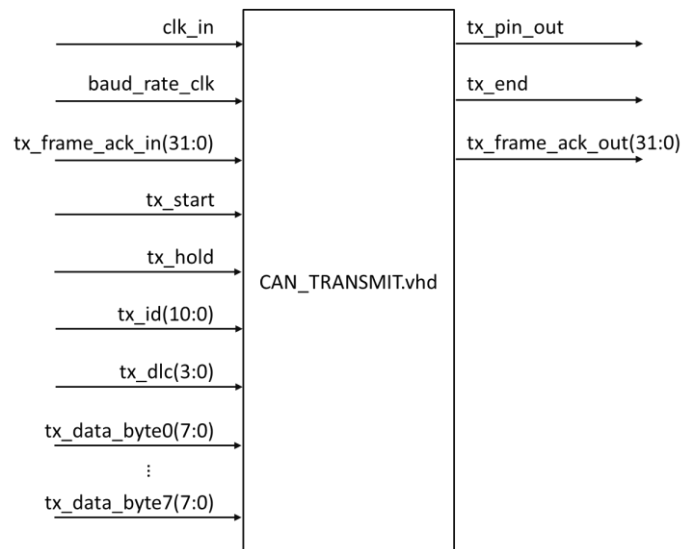 clk_in
baud_rate_clk
tx_frame_ack_in(31:0)
tx_start
tx_hold
tx_id(10:0)
tx_dlc(3:0)
tx_data_byte0(7:0)
...
tx_data_byte7(7:0)
CAN_TRANSMIT.vhd
tx_pin_out
tx_end
tx_frame_ack_out(31:0)